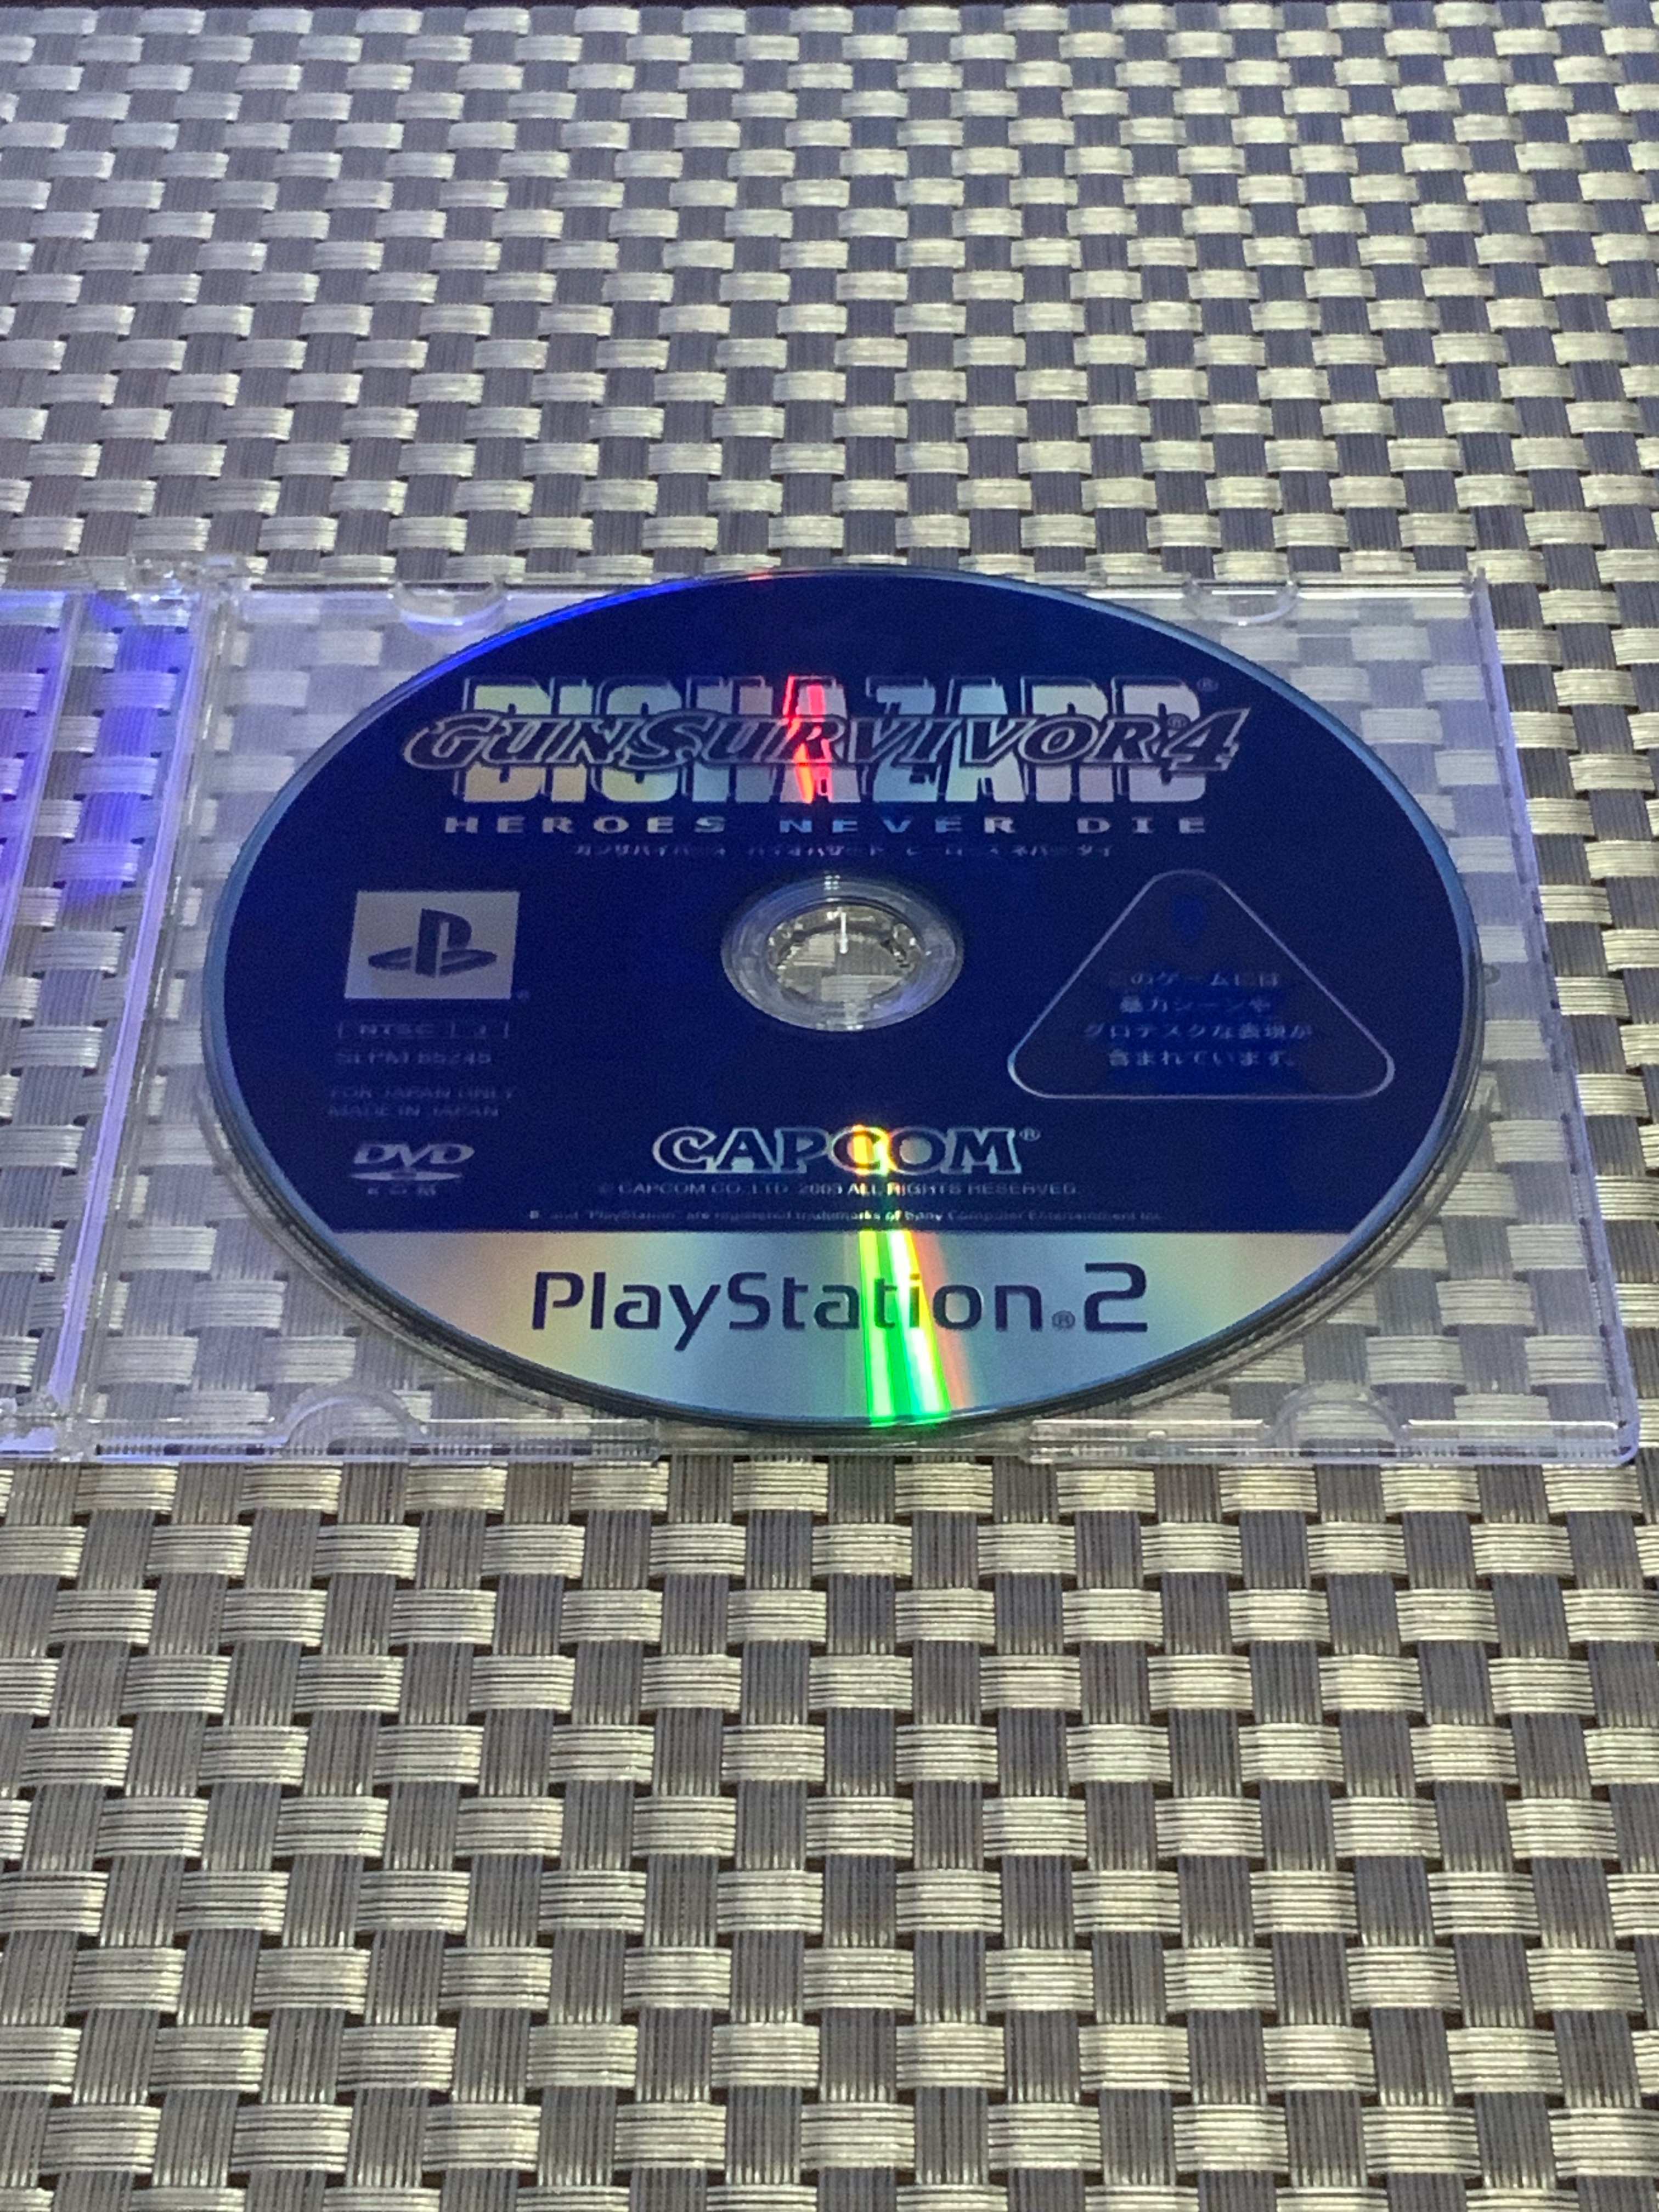 BIOHAZARD®
GUNSURVIVOR®4
HEROES NEVER DIE
ガンサバイバー4 バイオハザード ヒーローズ ネバー ダイ
このゲームには
暴力シーンや
グロテスクな表現が
含まれています。
NTSC J
SLPM 65245
FOR JAPAN ONLY
MADE IN JAPAN
DVD
ROM
CAPCOM®
© CAPCOM CO., LTD. 2003 ALL RIGHTS RESERVED.
and "PlayStation" are registered trademarks of Sony Computer Entertainment Inc.
PlayStation®2